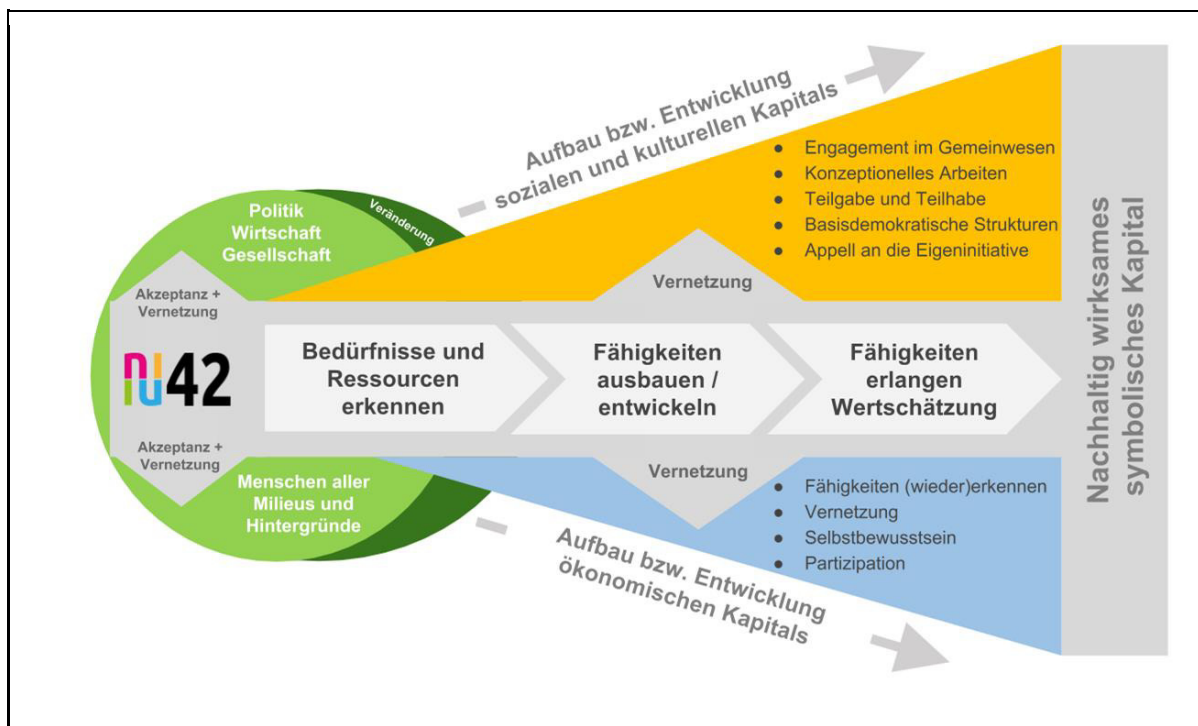 Aufbau bzw. Entwicklung
sozialen und kulturellen Kapitals
● Engagement im Gemeinwesen
● Konzeptionelles Arbeiten
● Teilgabe und Teilhabe
● Basisdemokratische Strukturen
● Appell an die Eigeninitiative
Politik
Wirtschaft
Gesellschaft
Veränderung
Akzeptanz +
Vernetzung
Vernetzung
42
Bedürfnisse und
Ressourcen
erkennen
Fähigkeiten
ausbauen /
entwickeln
Fähigkeiten
erlangen
Wertschätzung
Nachhaltig wirksames
symbolisches Kapital
Akzeptanz +
Vernetzung
Vernetzung
Menschen aller
Milieus und
Hintergründe
● Fähigkeiten (wieder)erkennen
● Vernetzung
● Selbstbewusstsein
● Partizipation
Aufbau bzw. Entwicklung
ökonomischen Kapitals